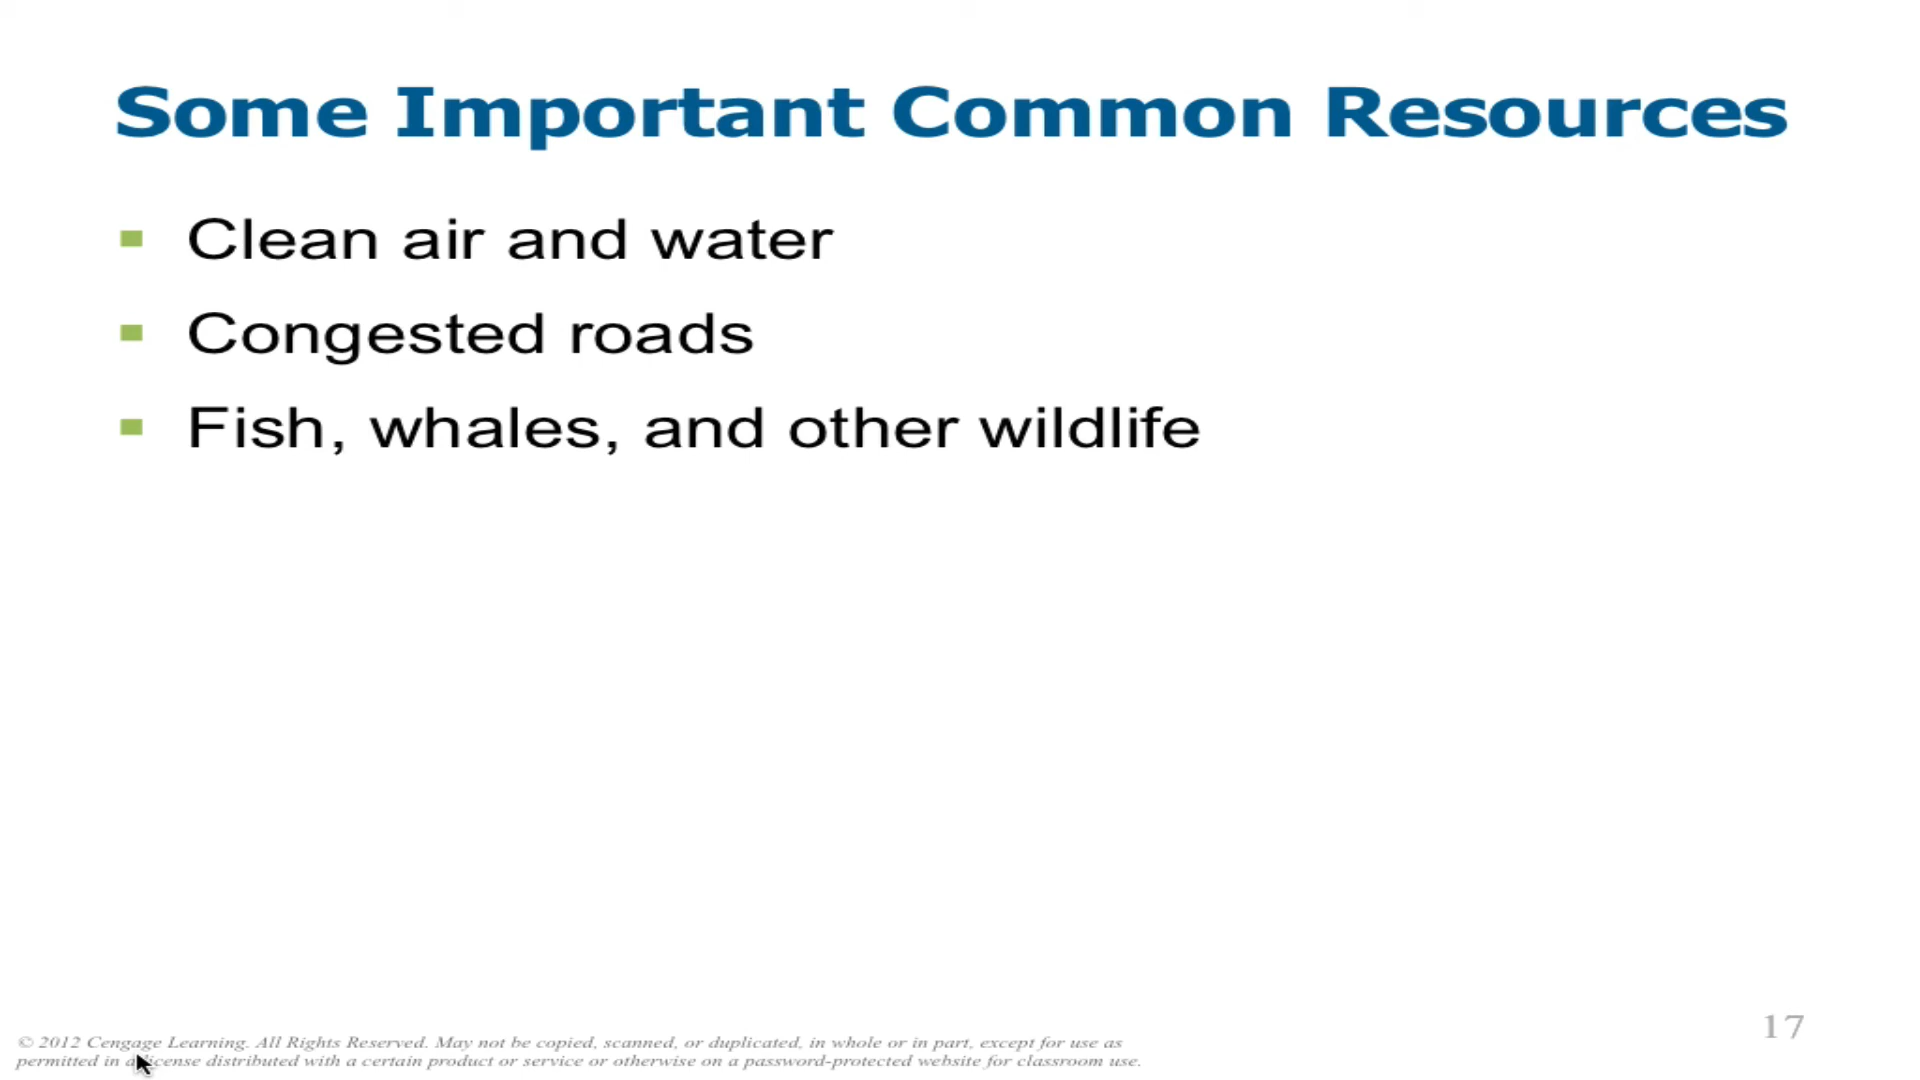 Some Important Common Resources
Clean air and water
Congested roads
Fish, whales, and other wildlife
17
© 2012 Cengage Learning. All Rights Reserved. May not be copied, scanned, or duplicated, in whole or in part, except for use as
permitted in a license distributed with a certain product or service or otherwise on a password-protected website for classroom use.